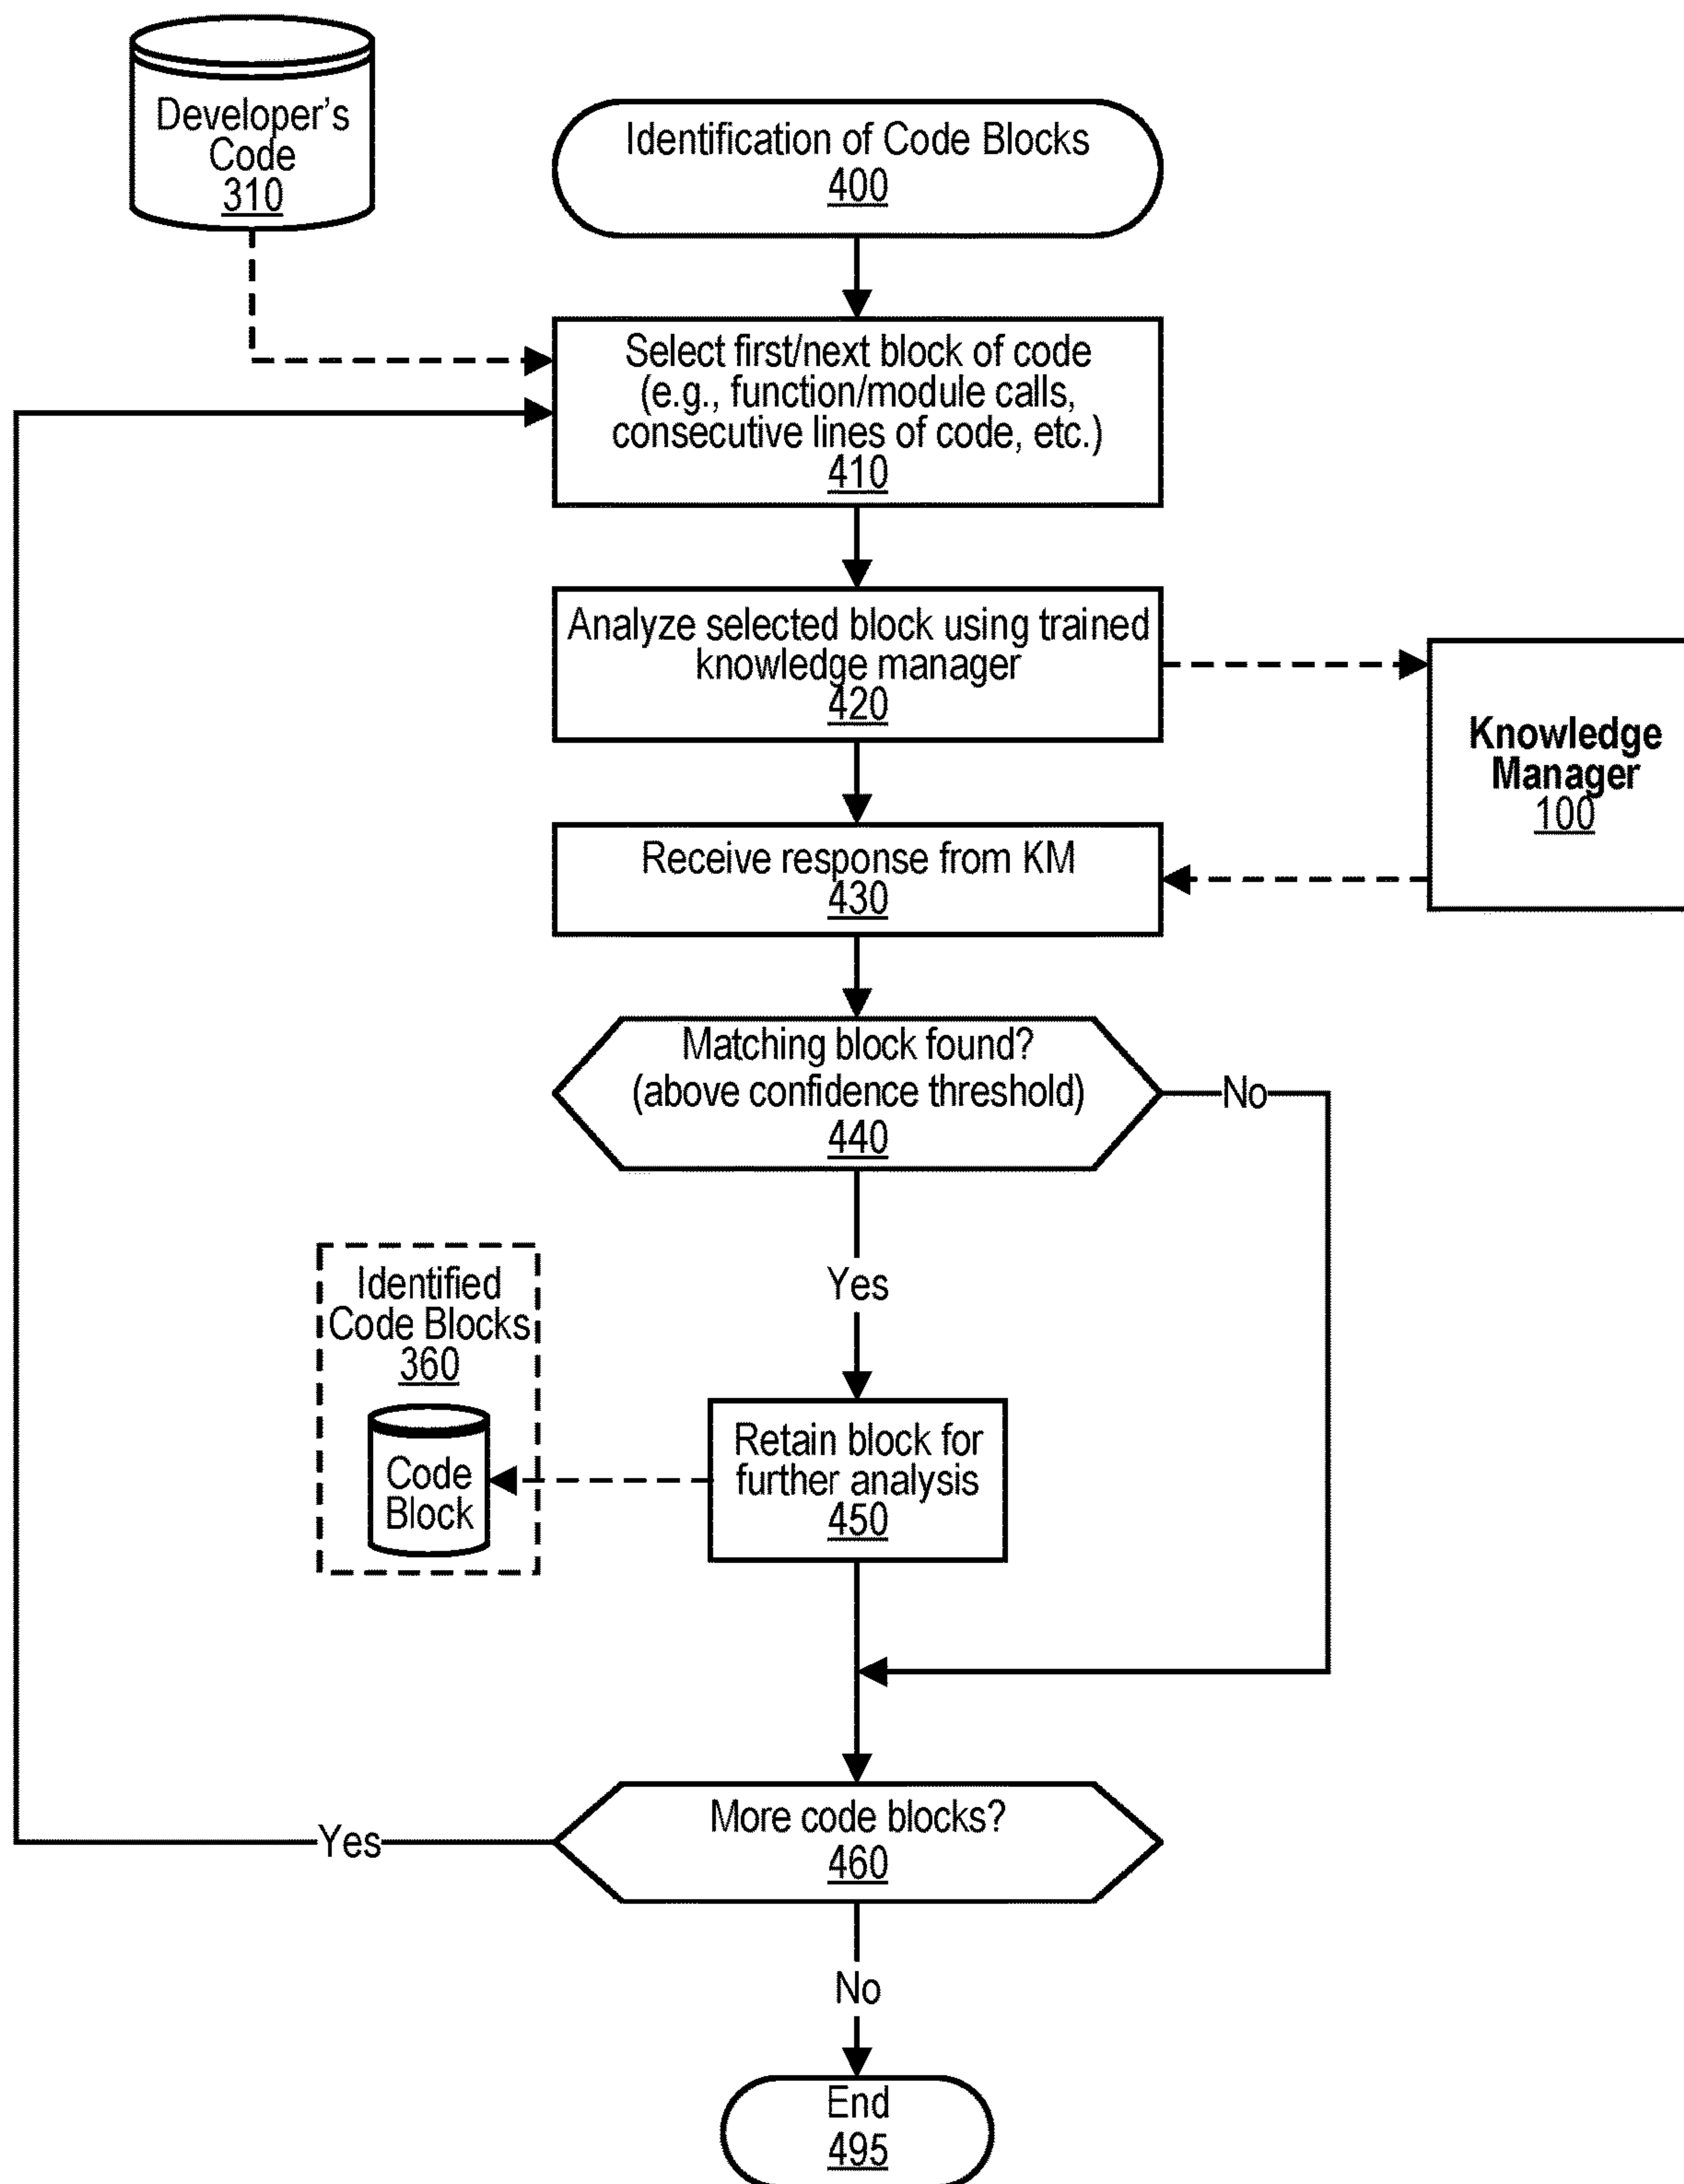 Developer's
Code
310
Identification of Code Blocks
400
Select first/next block of code
(e.g., function/module calls,
consecutive lines of code, etc.)
410
Analyze selected block using trained
knowledge manager
420
Knowledge
Manager
100
Receive response from KM
430
Matching block found?
(above confidence threshold)
440
No
Yes
Identified
Code Blocks
360
Code
Block
Retain block for
further analysis
450
More code blocks?
460
Yes
No
End
495